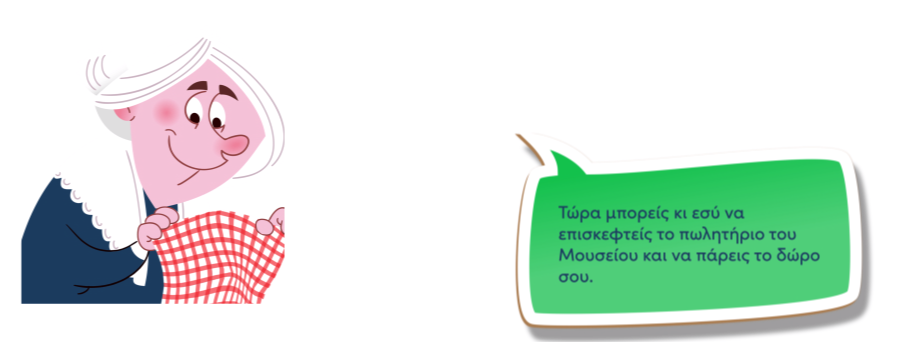 Τώρα μπορείς κι εσύ να
επισκεφτείς το πωλητήριο του
Μουσείου και να πάρεις το δώρο
σου.